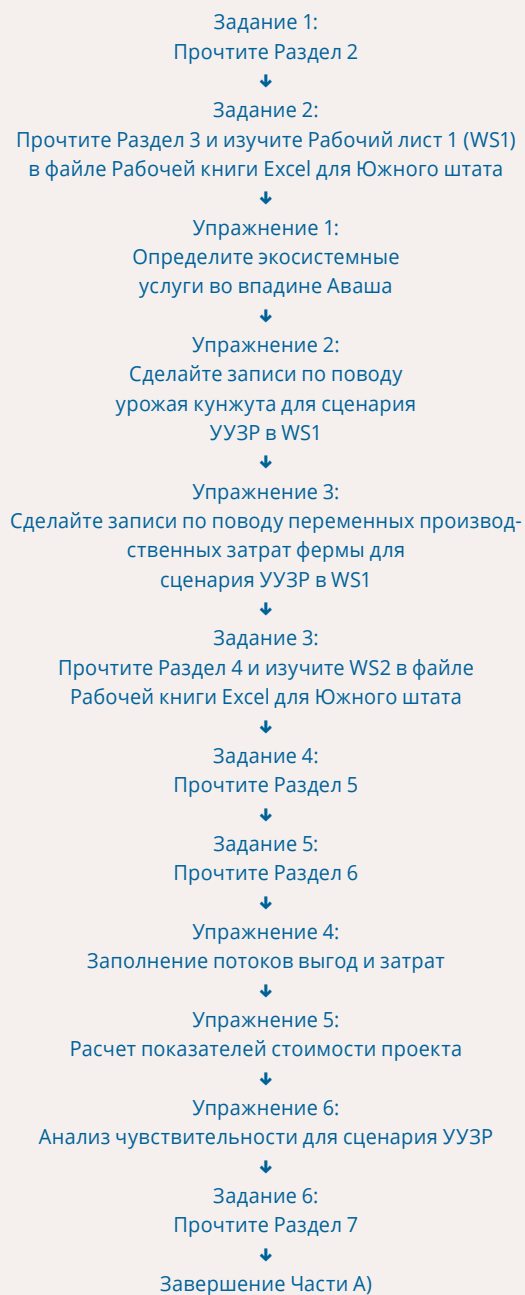 Задание 1:
Прочтите Раздел 2
↓
Задание 2:
Прочтите Раздел 3 и изучите Рабочий лист 1 (WS1)
в файле Рабочей книги Excel для Южного штата
↓
Упражнение 1:
Определите экосистемные
услуги во впадине Аваша
↓
Упражнение 2:
Сделайте записи по поводу
урожая кунжута для сценария
УУЗР в WS1
↓
Упражнение 3:
Сделайте записи по поводу переменных производ-
ственных затрат фермы для
сценария УУЗР в WS1
↓
Задание 3:
Прочтите Раздел 4 и изучите WS2 в файле
Рабочей книги Excel для Южного штата
↓
Задание 4:
Прочтите Раздел 5
↓
Задание 5:
Прочтите Раздел 6
↓
Упражнение 4:
Заполнение потоков выгод и затрат
↓
Упражнение 5:
Расчет показателей стоимости проекта
↓
Упражнение 6:
Анализ чувствительности для сценария УУЗР
↓
Задание 6:
Прочтите Раздел 7
↓
Завершение Части А)